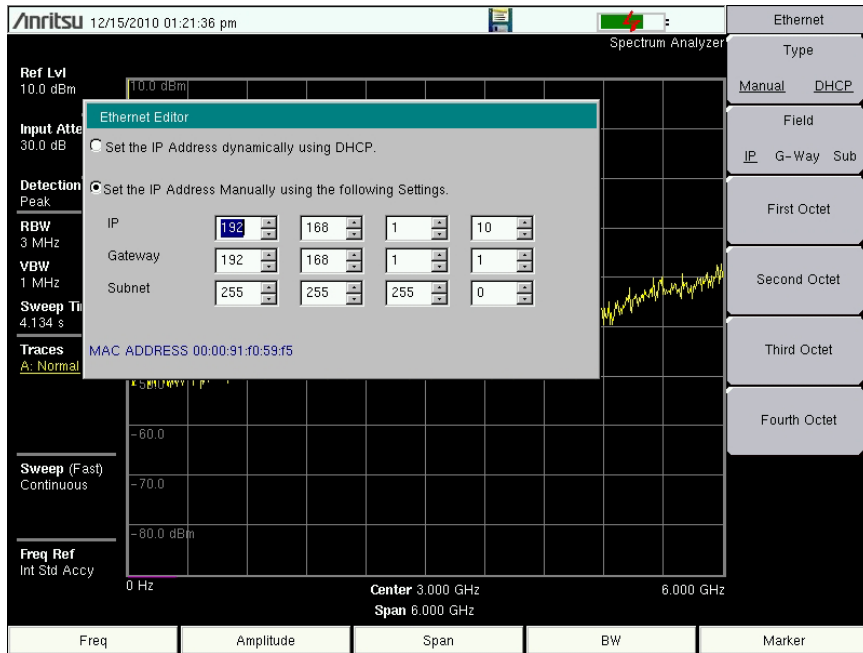 /Inritsu 12/15/2010 01:21:36 pm
Ethernet
Spectrum Analyzer
Type
Manual DHCP
Field
IP G-Way Sub
First Octet
Second Octet
Third Octet
Fourth Octet
Ref Lvl
10.0 dBm
Input Atte
30.0 dB
Detection
Peak
RBW
3 MHz
VBW
1 MHz
Sweep Ti
4.134 s
Traces
A: Normal
Sweep (Fast)
Continuous
Freq Ref
Int Std Accy
10.0 dBm
Ethernet Editor
Set the IP Address dynamically using DHCP.
Set the IP Address Manually using the following Settings.
IP 192 168 1 10
Gateway 192 168 1 1
Subnet 255 255 255 0
MAC ADDRESS 00:00:91:f0:59:f5
-60.0
-70.0
-80.0 dBm
0 Hz Center 3.000 GHz 6.000 GHz
Span 6.000 GHz
Freq Amplitude Span BW Marker